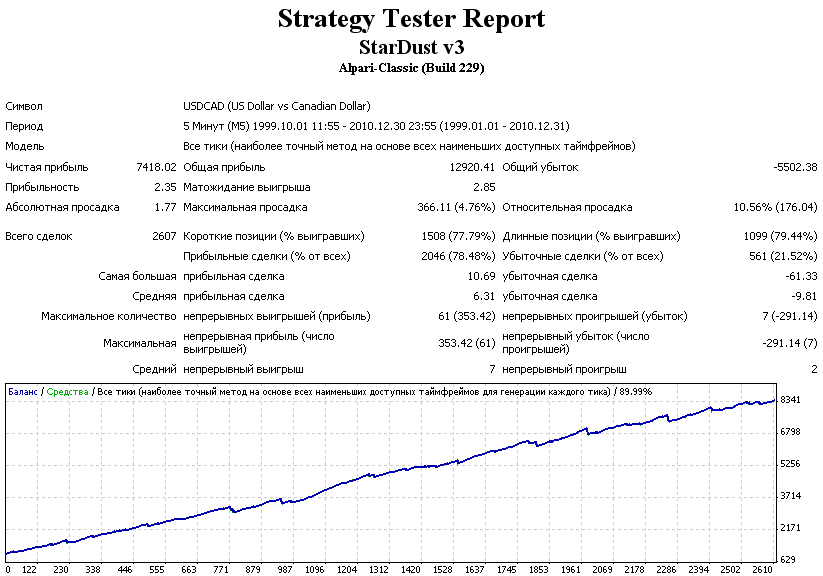 Strategy Tester Report
StarDust v3
Alpari-Classic (Build 229)
Символ USDCAD (US Dollar vs Canadian Dollar)
Период 5 Минут (M5) 1999.10.01 11:55 - 2010.12.30 23:55 (1999.01.01 - 2010.12.31)
Модель Все тики (наиболее точный метод на основе всех наименьших доступных таймфреймов)
Чистая прибыль 7418.02 Общая прибыль 12920.41 Общий убыток -5502.38
Прибыльность 2.35 Матожидание выигрыша 2.85
Абсолютная просадка 1.77 Максимальная просадка 366.11 (4.76%) Относительная просадка 10.56% (176.04)
Всего сделок 2607 Короткие позиции (% выигравших) 1508 (77.79%) Длинные позиции (% выигравших) 1099 (79.44%)
Прибыльные сделки (% от всех) 2046 (78.48%) Убыточные сделки (% от всех) 561 (21.52%)
Самая большая прибыльная сделка 10.69 убыточная сделка -61.33
Средняя прибыльная сделка 6.31 убыточная сделка -9.81
Максимальное количество непрерывных выигрышей (прибыль) 61 (353.42) непрерывных проигрышей (убыток) 7 (-291.14)
Максимальная непрерывная прибыль (число выигрышей) 353.42 (61) непрерывный убыток (число проигрышей) -291.14 (7)
Средний непрерывный выигрыш 7 непрерывный проигрыш 2
Баланс / Средства / Все тики (наиболее точный метод на основе всех наименьших доступных таймфреймов для генерации каждого тика) / 89.99%
8341
6798
5256
3714
2171
629
0 122 230 338 446 555 663 771 879 987 1096 1204 1312 1420 1528 1637 1745 1853 1961 2069 2178 2286 2394 2502 2610